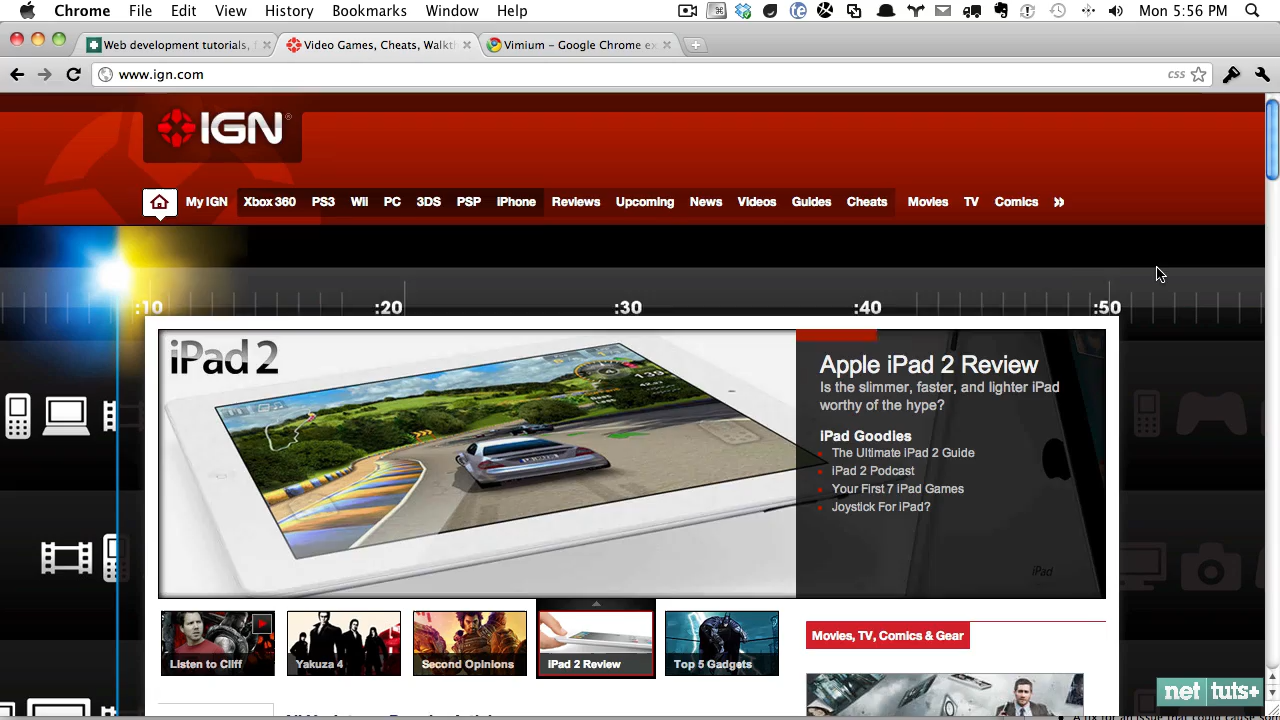 Chrome File Edit View History Bookmarks Window Help Mon 5:56 PM
Web development tutorials, Video Games, Cheats, Walkt Vimium - Google Chrome ex
www.ign.com css
IGN
My IGN Xbox 360 PS3 Wii PC 3DS PSP iPhone Reviews Upcoming News Videos Guides Cheats Movies TV Comics »
:10 :20 :30 :40 :50
iPad 2
Apple iPad 2 Review
Is the slimmer, faster, and lighter iPad
worthy of the hype?
iPad Goodies
The Ultimate iPad 2 Guide
iPad 2 Podcast
Your First 7 iPad Games
Joystick For iPad?
iPad
Listen to Cliff Yakuza 4 Second Opinions iPad 2 Review Top 5 Gadgets
Movies, TV, Comics & Gear
net tuts+